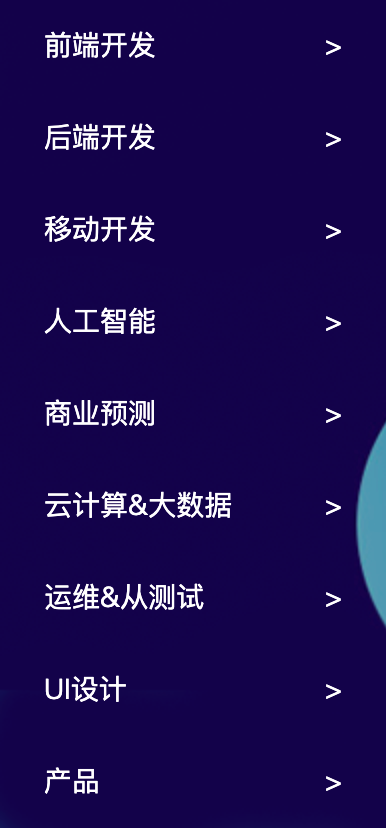 前端开发 >
后端开发 >
移动开发 >
人工智能 >
商业预测 >
云计算&大数据 >
运维&从测试 >
UI设计 >
产品 >